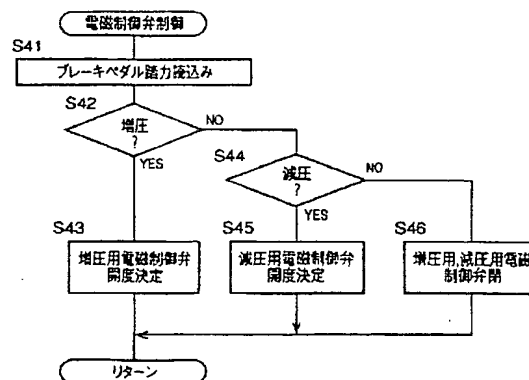 電磁制御弁制御
S41
ブレーキペダル踏力読込み
S42
増圧
?
NO
YES
S44
減圧
?
NO
YES
S43
増圧用電磁制御弁
開度決定
S45
減圧用電磁制御弁
開度決定
S46
増圧用,減圧用電磁
制御弁閉
リターン